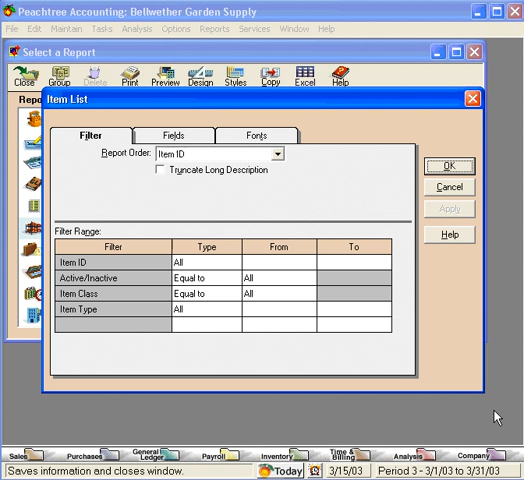 Peachtree Accounting: Bellwether Garden Supply
File Edit Maintain Tasks Analysis Options Reports Services Window Help
Select a Report
Close Group Delete Print Preview Design Styles Copy Excel Help
Repo
Item List
Filter Fields Fonts
Report Order: Item ID
Truncate Long Description
OK
Cancel
Apply
Help
Filter Range:
Filter Type From To
Item ID All
Active/Inactive Equal to All
Item Class Equal to All
Item Type All
Sales Purchases General Ledger Payroll Inventory Time & Billing Analysis Company
Saves information and closes window. Today 3/15/03 Period 3 - 3/1/03 to 3/31/03